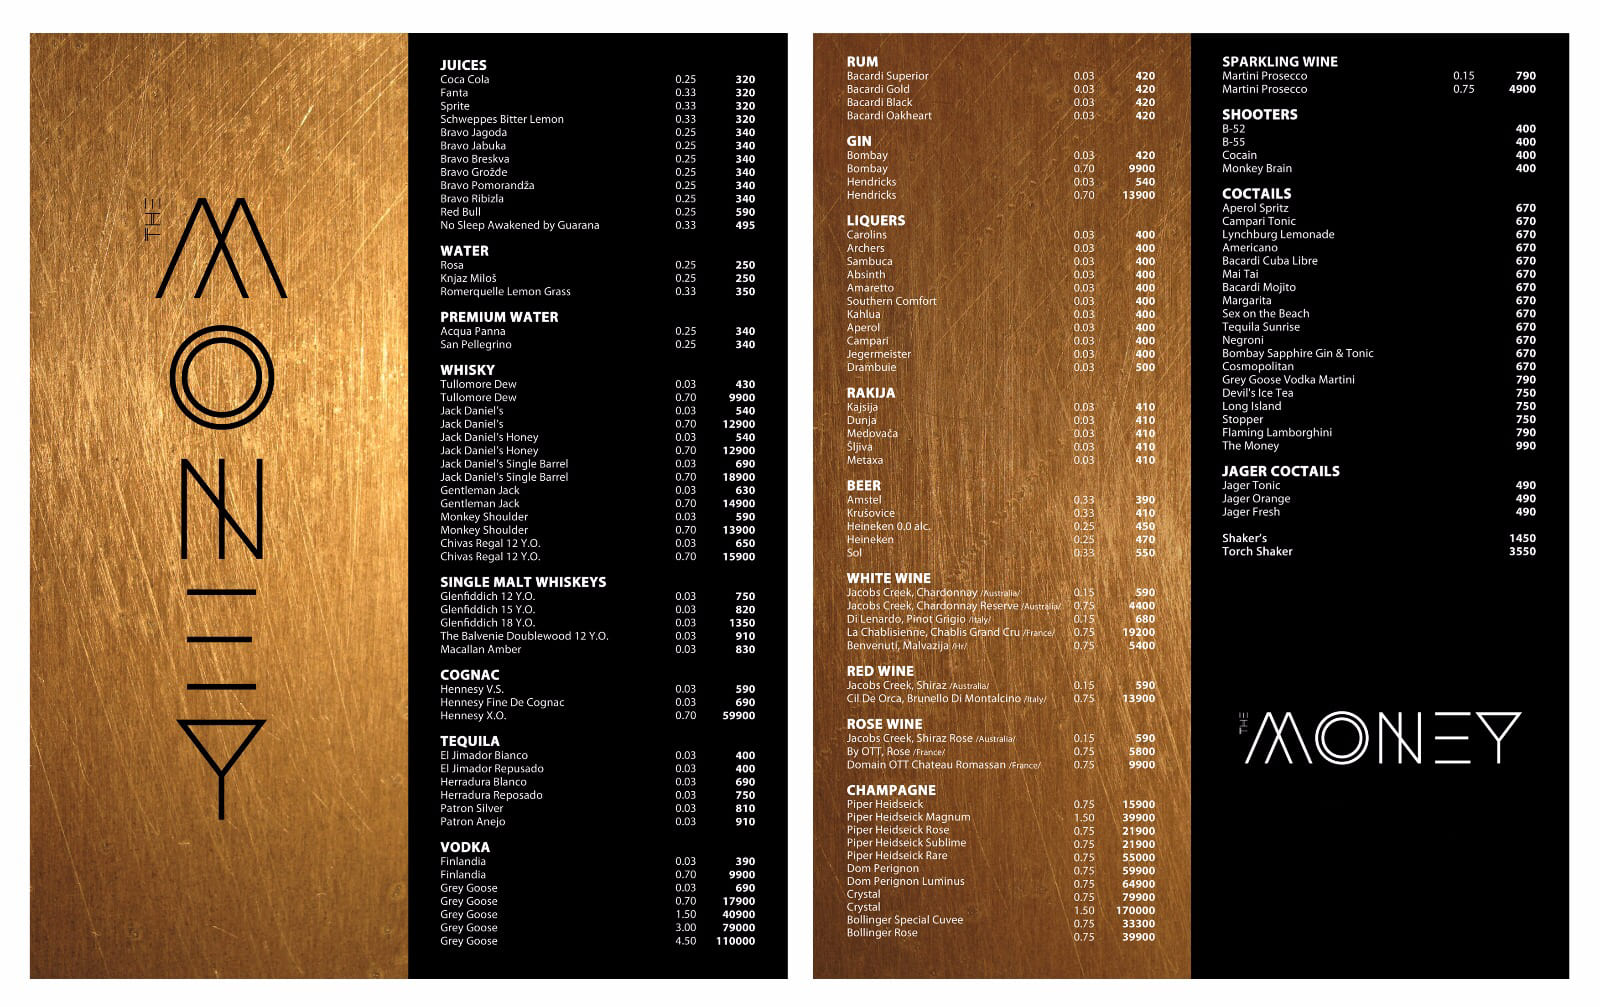 THE
MONEY
JUICES
Coca Cola 0.25 320
Fanta 0.33 320
Sprite 0.33 320
Schweppes Bitter Lemon 0.33 320
Bravo Jagoda 0.25 340
Bravo Jabuka 0.25 340
Bravo Breskva 0.25 340
Bravo Grožde 0.25 340
Bravo Pomorandža 0.25 340
Bravo Ribizla 0.25 340
Red Bull 0.25 590
No Sleep Awakened by Guarana 0.33 495
WATER
Rosa 0.25 250
Knjaz Miloš 0.25 250
Romerquelle Lemon Grass 0.33 350
PREMIUM WATER
Acqua Panna 0.25 340
San Pellegrino 0.25 340
WHISKY
Tullomore Dew 0.03 430
Tullomore Dew 0.70 9900
Jack Daniel's 0.03 540
Jack Daniel's 0.70 12900
Jack Daniel's Honey 0.03 540
Jack Daniel's Honey 0.70 12900
Jack Daniel's Single Barrel 0.03 690
Jack Daniel's Single Barrel 0.70 18900
Gentleman Jack 0.03 630
Gentleman Jack 0.70 14900
Monkey Shoulder 0.03 590
Monkey Shoulder 0.70 13900
Chivas Regal 12 Y.O. 0.03 650
Chivas Regal 12 Y.O. 0.70 15900
SINGLE MALT WHISKEYS
Glenfiddich 12 Y.O. 0.03 750
Glenfiddich 15 Y.O. 0.03 820
Glenfiddich 18 Y.O. 0.03 1350
The Balvenie Doublewood 12 Y.O. 0.03 910
Macallan Amber 0.03 830
COGNAC
Hennesy V.S. 0.03 590
Hennesy Fine De Cognac 0.03 690
Hennesy X.O. 0.70 59900
TEQUILA
El Jimador Bianco 0.03 400
El Jimador Repusado 0.03 400
Herradura Blanco 0.03 690
Herradura Reposado 0.03 750
Patron Silver 0.03 810
Patron Anejo 0.03 910
VODKA
Finlandia 0.03 390
Finlandia 0.70 9900
Grey Goose 0.03 690
Grey Goose 0.70 17900
Grey Goose 1.50 40900
Grey Goose 3.00 79000
Grey Goose 4.50 110000
RUM
Bacardi Superior 0.03 420
Bacardi Gold 0.03 420
Bacardi Black 0.03 420
Bacardi Oakheart 0.03 420
GIN
Bombay 0.03 420
Bombay 0.70 9900
Hendricks 0.03 540
Hendricks 0.70 13900
LIQUERS
Carolins 0.03 400
Archers 0.03 400
Sambuca 0.03 400
Absinth 0.03 400
Amaretto 0.03 400
Southern Comfort 0.03 400
Kahlua 0.03 400
Aperol 0.03 400
Campari 0.03 400
Jegermeister 0.03 400
Drambuie 0.03 500
RAKIJA
Kajsija 0.03 410
Dunja 0.03 410
Medovača 0.03 410
Šljiva 0.03 410
Metaxa 0.03 410
BEER
Amstel 0.33 390
Krušovice 0.33 410
Heineken 0.0 alc. 0.25 450
Heineken 0.25 470
Sol 0.33 550
WHITE WINE
Jacobs Creek, Chardonnay /Australia/ 0.15 590
Jacobs Creek, Chardonnay Reserve /Australia/ 0.75 4400
Di Lenardo, Pinot Grigio /Italy/ 0.15 680
La Chablisienne, Chablis Grand Cru /France/ 0.75 19200
Benvenuti, Malvazija /Hr/ 0.75 5400
RED WINE
Jacobs Creek, Shiraz /Australia/ 0.15 590
Cil De Orca, Brunello Di Montalcino /Italy/ 0.75 13900
ROSE WINE
Jacobs Creek, Shiraz Rose /Australia/ 0.15 590
By OTT, Rose /France/ 0.75 5800
Domain OTT Chateau Romassan /France/ 0.75 9900
CHAMPAGNE
Piper Heidseick 0.75 15900
Piper Heidseick Magnum 1.50 39900
Piper Heidseick Rose 0.75 21900
Piper Heidseick Sublime 0.75 21900
Piper Heidseick Rare 0.75 55000
Dom Perignon 0.75 59900
Dom Perignon Luminus 0.75 64900
Crystal 0.75 79900
Crystal 1.50 170000
Bollinger Special Cuvee 0.75 33300
Bollinger Rose 0.75 39900
SPARKLING WINE
Martini Prosecco 0.15 790
Martini Prosecco 0.75 4900
SHOOTERS
B-52 400
B-55 400
Cocain 400
Monkey Brain 400
COCTAILS
Aperol Spritz 670
Campari Tonic 670
Lynchburg Lemonade 670
Americano 670
Bacardi Cuba Libre 670
Mai Tai 670
Bacardi Mojito 670
Margarita 670
Sex on the Beach 670
Tequila Sunrise 670
Negroni 670
Bombay Sapphire Gin & Tonic 670
Cosmopolitan 670
Grey Goose Vodka Martini 790
Devil's Ice Tea 750
Long Island 750
Stopper 750
Flaming Lamborghini 790
The Money 990
JAGER COCTAILS
Jager Tonic 490
Jager Orange 490
Jager Fresh 490
Shaker's 1450
Torch Shaker 3550
THE
MONEY